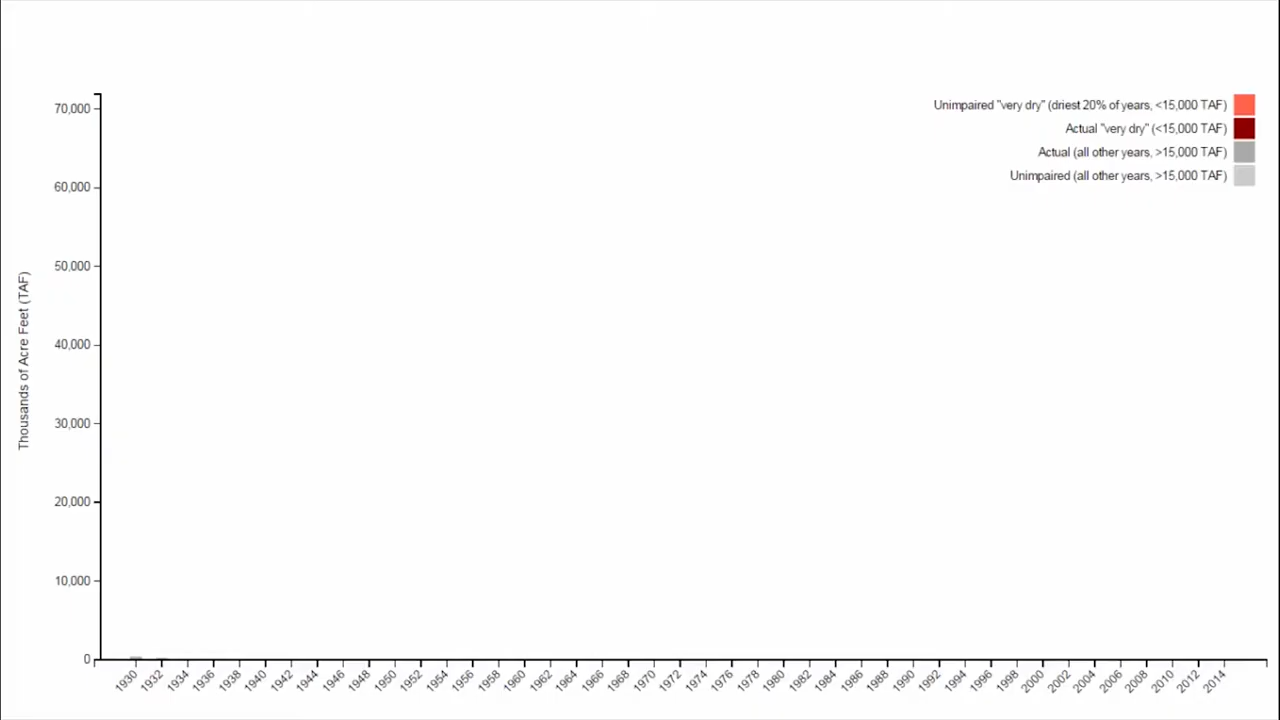 Unimpaired "very dry" (driest 20% of years, <15,000 TAF)
Actual "very dry" (<15,000 TAF)
Actual (all other years, >15,000 TAF)
Unimpaired (all other years, >15,000 TAF)
Thousands of Acre Feet (TAF)
70,000
60,000
50,000
40,000
30,000
20,000
10,000
0
1930 1932 1934 1936 1938 1940 1942 1944 1946 1948 1950 1952 1954 1956 1958 1960 1962 1964 1966 1968 1970 1972 1974 1976 1978 1980 1982 1984 1986 1988 1990 1992 1994 1996 1998 2000 2002 2004 2006 2008 2010 2012 2014